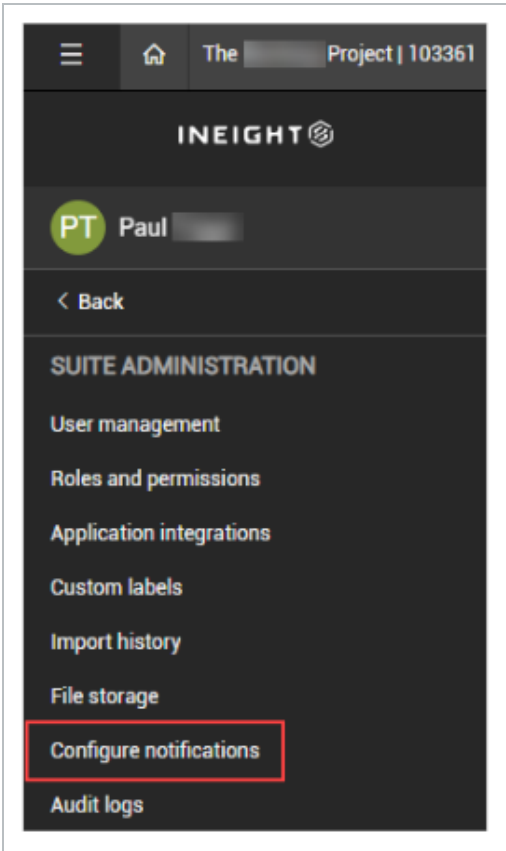 The Project | 103361
INEIGHT
PT Paul
< Back
SUITE ADMINISTRATION
User management
Roles and permissions
Application integrations
Custom labels
Import history
File storage
Configure notifications
Audit logs